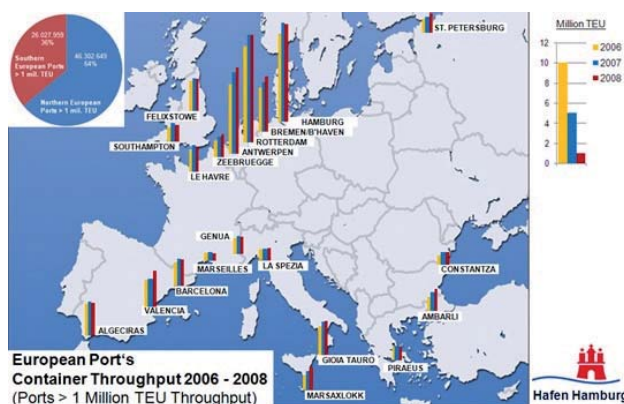 26.027.959
36%
Southern
European Ports
> 1 mil. TEU
46.302.649
64%
Northern European
Ports > 1 mil. TEU
ST. PETERSBURG
Million TEU
12
10
8
6
4
2
0
2006
2007
2008
FELIXSTOWE
HAMBURG
BREMEN/B'HAVEN
SOUTHAMPTON
ROTTERDAM
ANTWERPEN
ZEEBRUEGGE
LE HAVRE
GENUA
MARSEILLES
LA SPEZIA
CONSTANTZA
BARCELONA
VALENCIA
AMBARLI
ALGECIRAS
GIOIA TAURO
PIRAEUS
MARSAXLOKK
European Port's
Container Throughput 2006 - 2008
(Ports > 1 Million TEU Throughput)
Hafen Hamburg